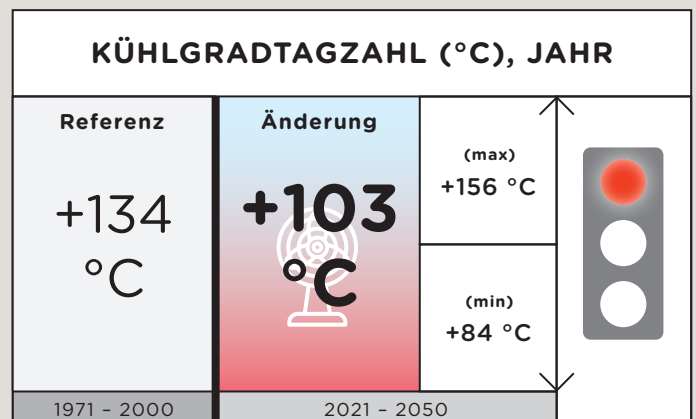 KÜHLGRADTAGZAHL (°C), JAHR
Referenz
+134
°C
Änderung
+103
°C
(max)
+156 °C
(min)
+84 °C
1971 – 2000
2021 – 2050